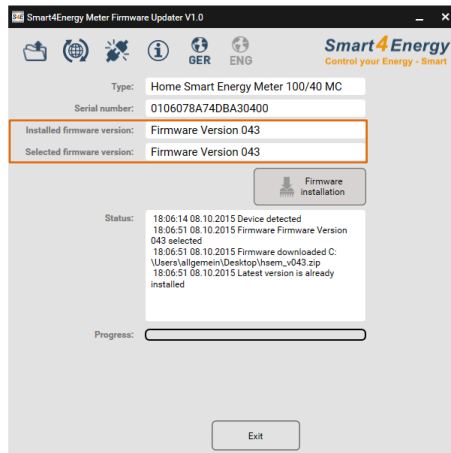 Smart4Energy Meter Firmware Updater V1.0
GER
ENG
Smart4Energy
Control your Energy - Smart
Type: Home Smart Energy Meter 100/40 MC
Serial number: 0106078A74DBA30400
Installed firmware version: Firmware Version 043
Selected firmware version: Firmware Version 043
Firmware
installation
Status:
18:06:14 08.10.2015 Device detected
18:06:51 08.10.2015 Firmware Firmware Version
043 selected
18:06:51 08.10.2015 Firmware downloaded C:
\Users\allgemein\Desktop\hsem_v043.zip
18:06:51 08.10.2015 Latest version is already
installed
Progress:
Exit